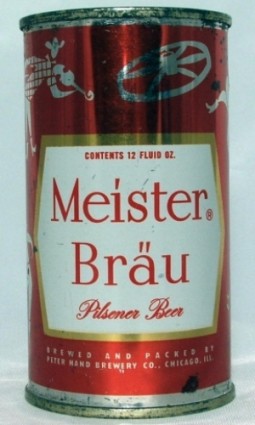 CONTENTS 12 FLUID OZ.
Meister®
Bräu
Pilsener Beer
BREWED AND PACKED BY
PETER HAND BREWERY CO., CHICAGO, ILL.